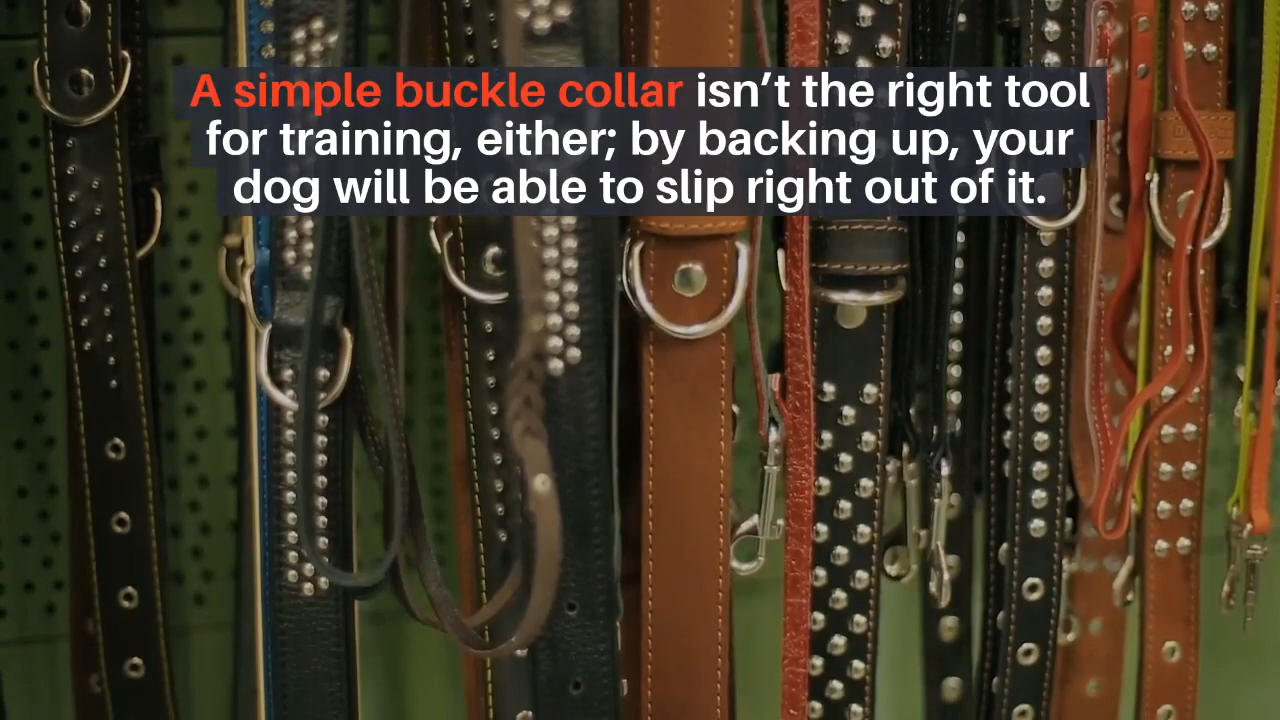 A simple buckle collar isn’t the right tool
for training, either; by backing up, your
dog will be able to slip right out of it.